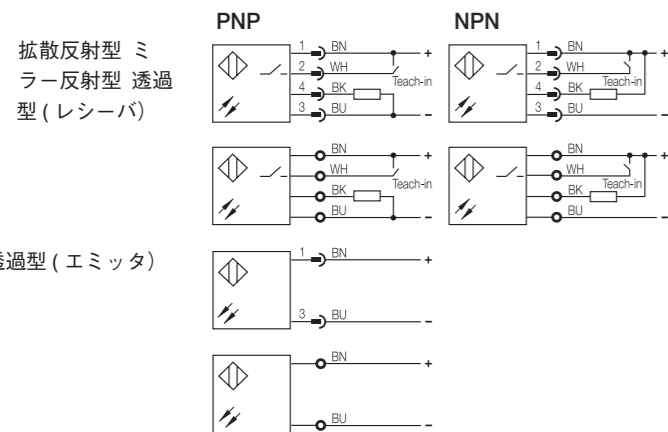 PNP NPN
拡散反射型 ミ
ラー反射型 透過
型 ( レシーバ）
1 BN +
2 WH
Teach-in
4 BK
3 BU –
1 BN +
2 WH
Teach-in
4 BK
3 BU –
BN +
WH
Teach-in
BK
BU –
BN +
WH
Teach-in
BK
BU –
透過型 ( エミッタ）
1 BN +
3 BU –
BN +
BU –